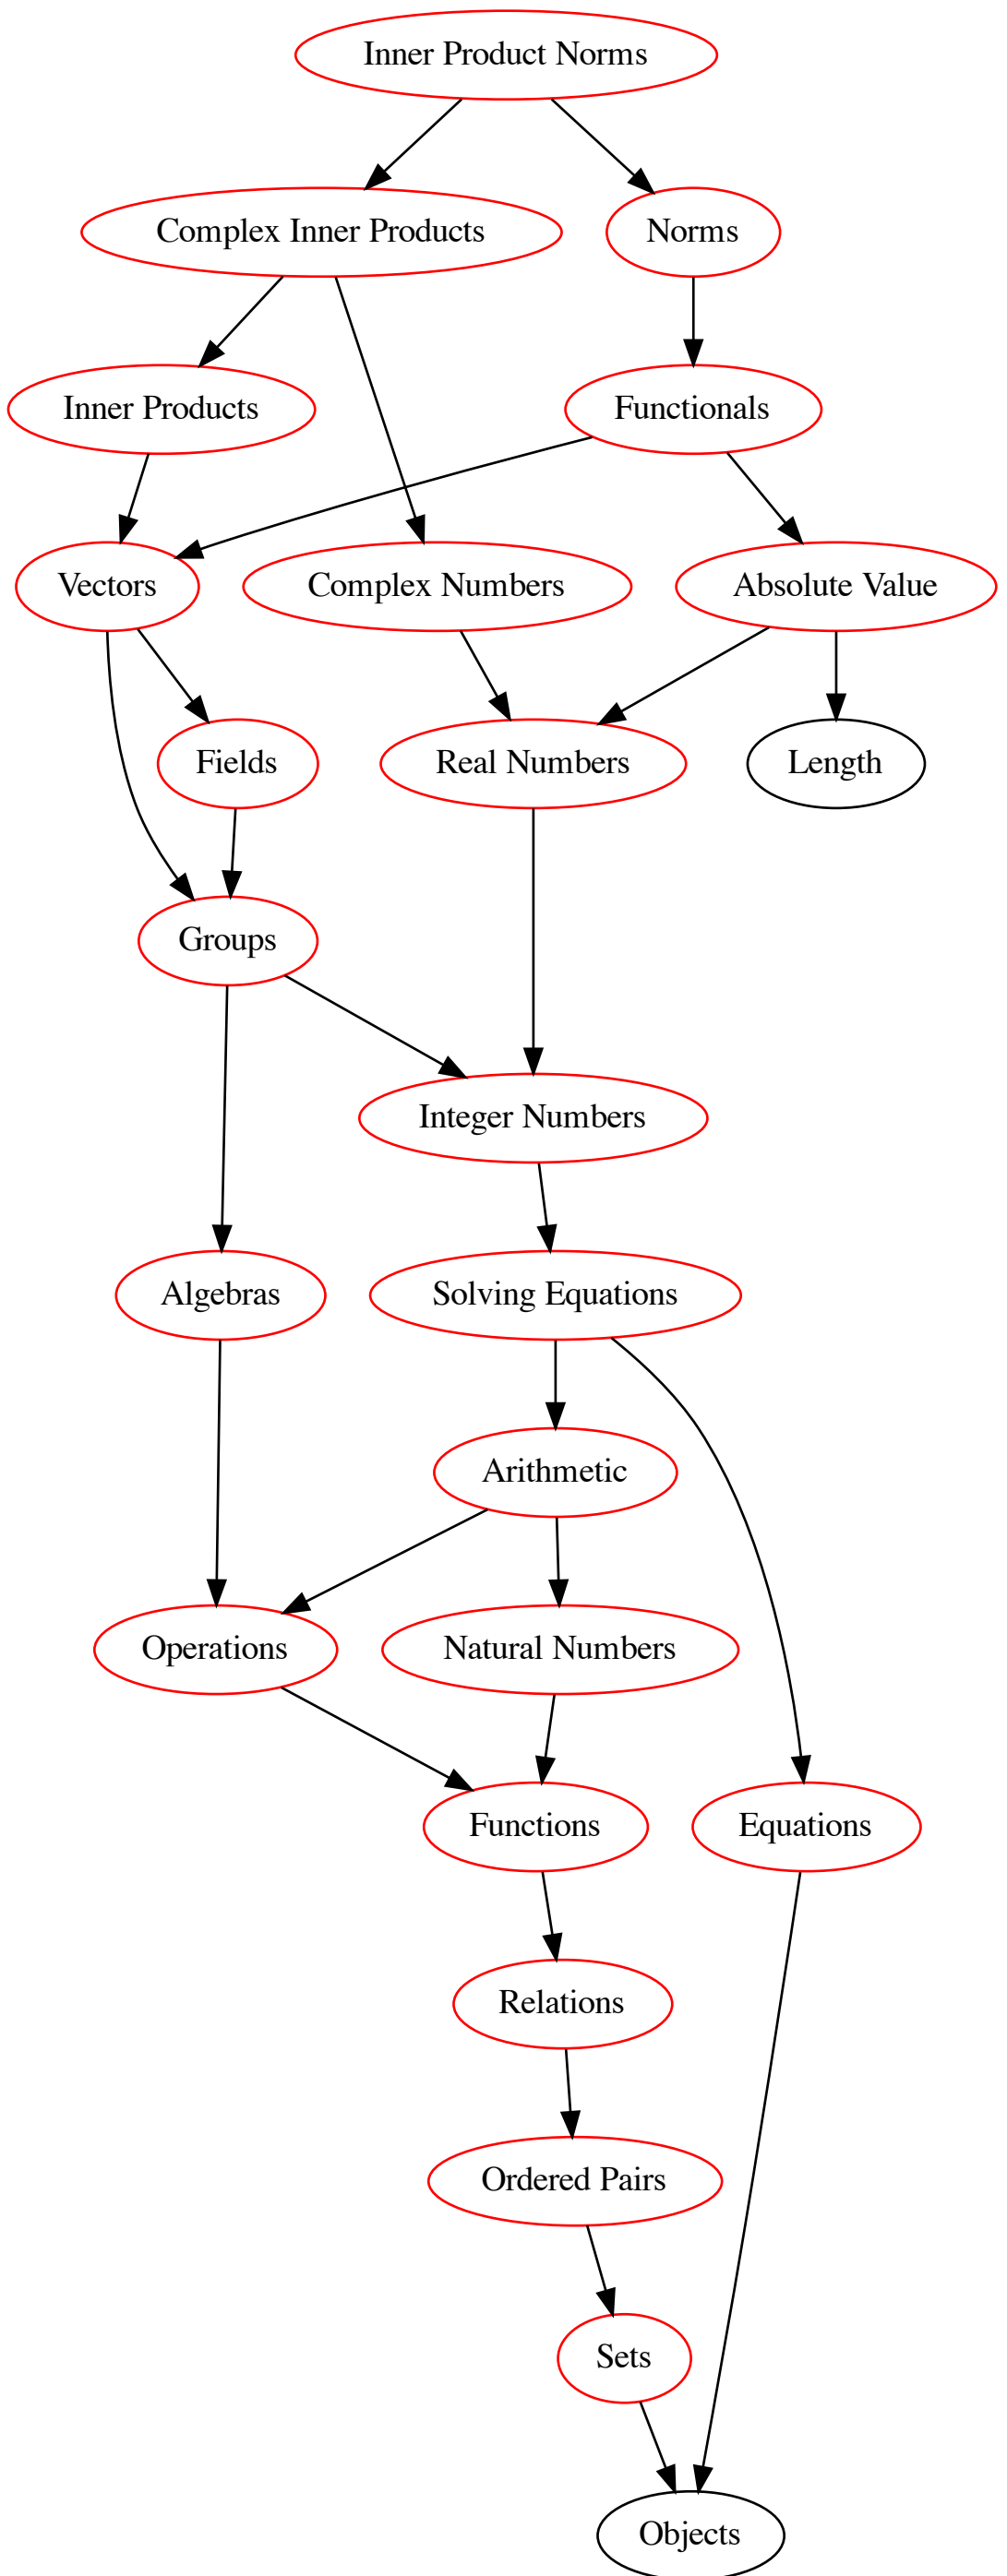 Inner Product Norms
Complex Inner Products
Norms
Inner Products
Functionals
Vectors
Complex Numbers
Absolute Value
Fields
Real Numbers
Length
Groups
Integer Numbers
Algebras
Solving Equations
Arithmetic
Operations
Natural Numbers
Functions
Equations
Relations
Ordered Pairs
Sets
Objects